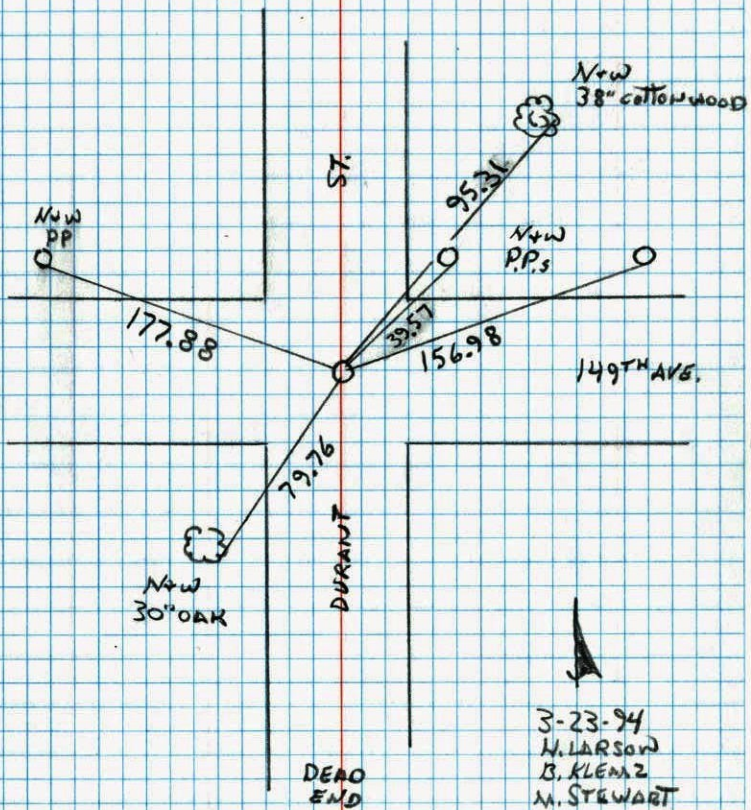 N+W
38" COTTONWOOD
ST.
95.31
N+W
PP
N+W
P.P.s
177.88
39.57
156.98
149TH AVE.
79.76
DURANT
N+W
30" OAK
3-23-94
N. LARSON
B. KLEMZ
M. STEWART
DEAD
END